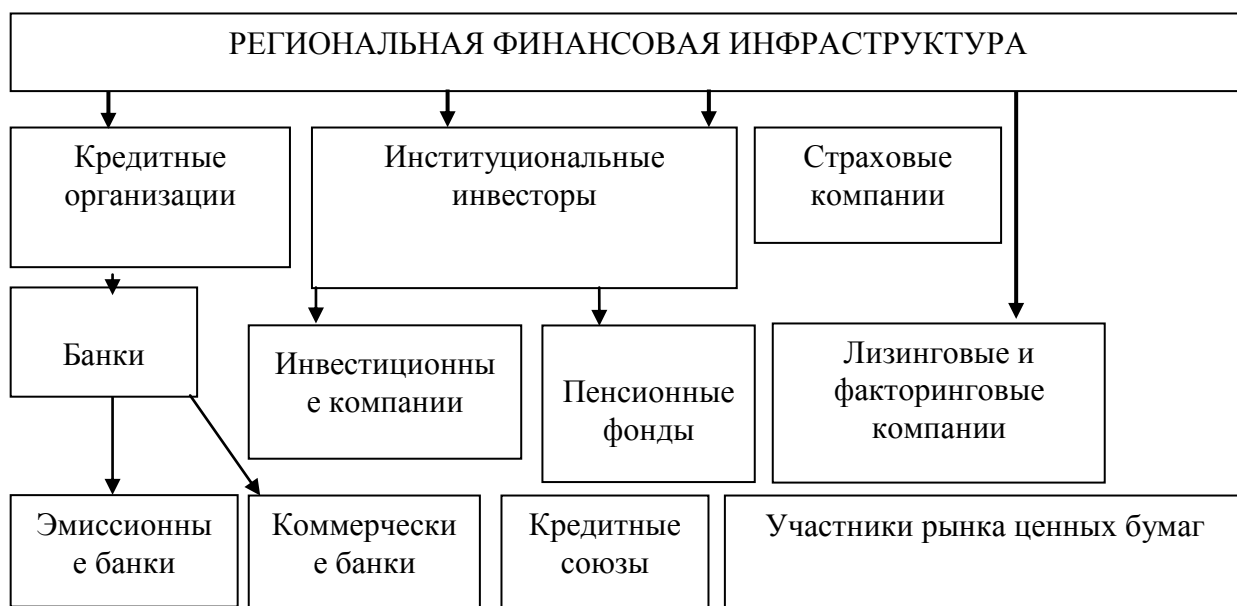 РЕГИОНАЛЬНАЯ ФИНАНСОВАЯ ИНФРАСТРУКТУРА
Кредитные
организации
Институциональные
инвесторы
Страховые
компании
Банки
Инвестиционны
е компании
Пенсионные
фонды
Лизинговые и
факторинговые
компании
Эмиссионны
е банки
Коммерчески
е банки
Кредитные
союзы
Участники рынка ценных бумаг